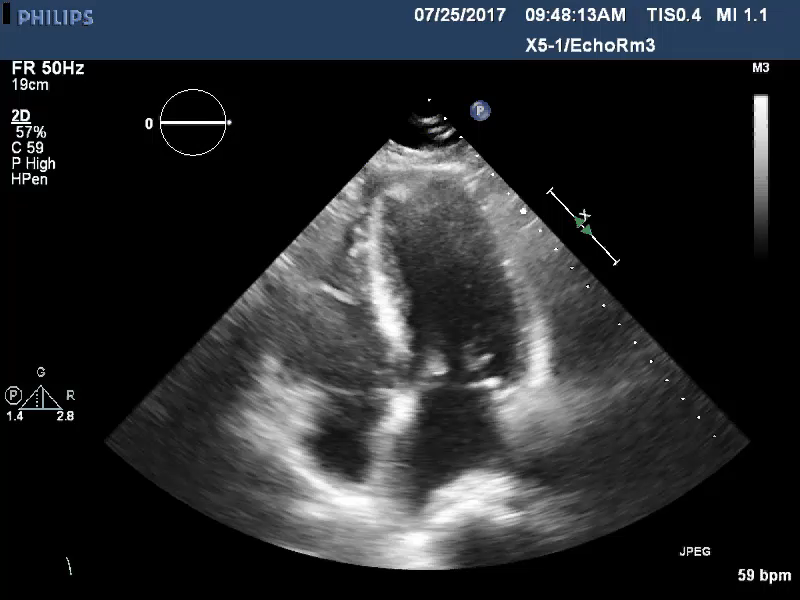 PHILIPS
07/25/2017 09:48:13AM TIS0.4 MI 1.1
X5-1/EchoRm3
FR 50Hz
19cm
M3
2D
57%
C 59
P High
HPen
0
P
X
G
P R
1.4 2.8
JPEG
59 bpm